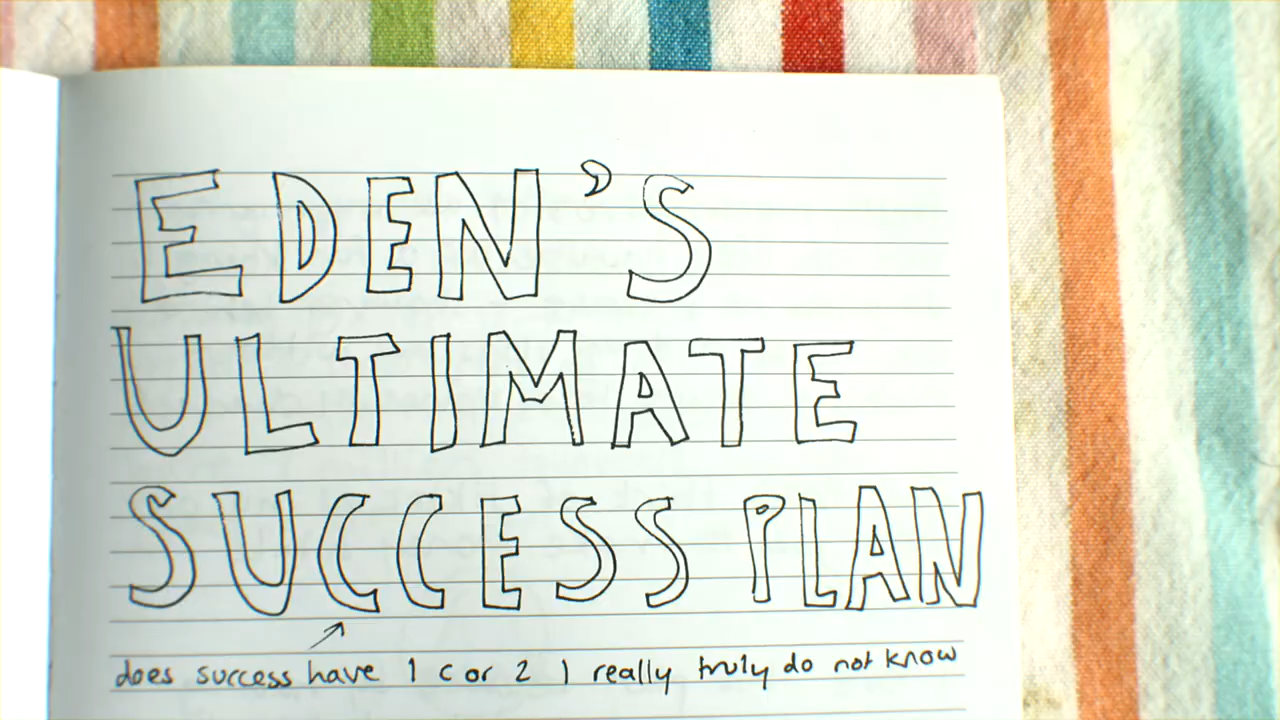 EDEN'S
ULTIMATE
SUCCESS PLAN
does success have 1 c or 2 I really truly do not know